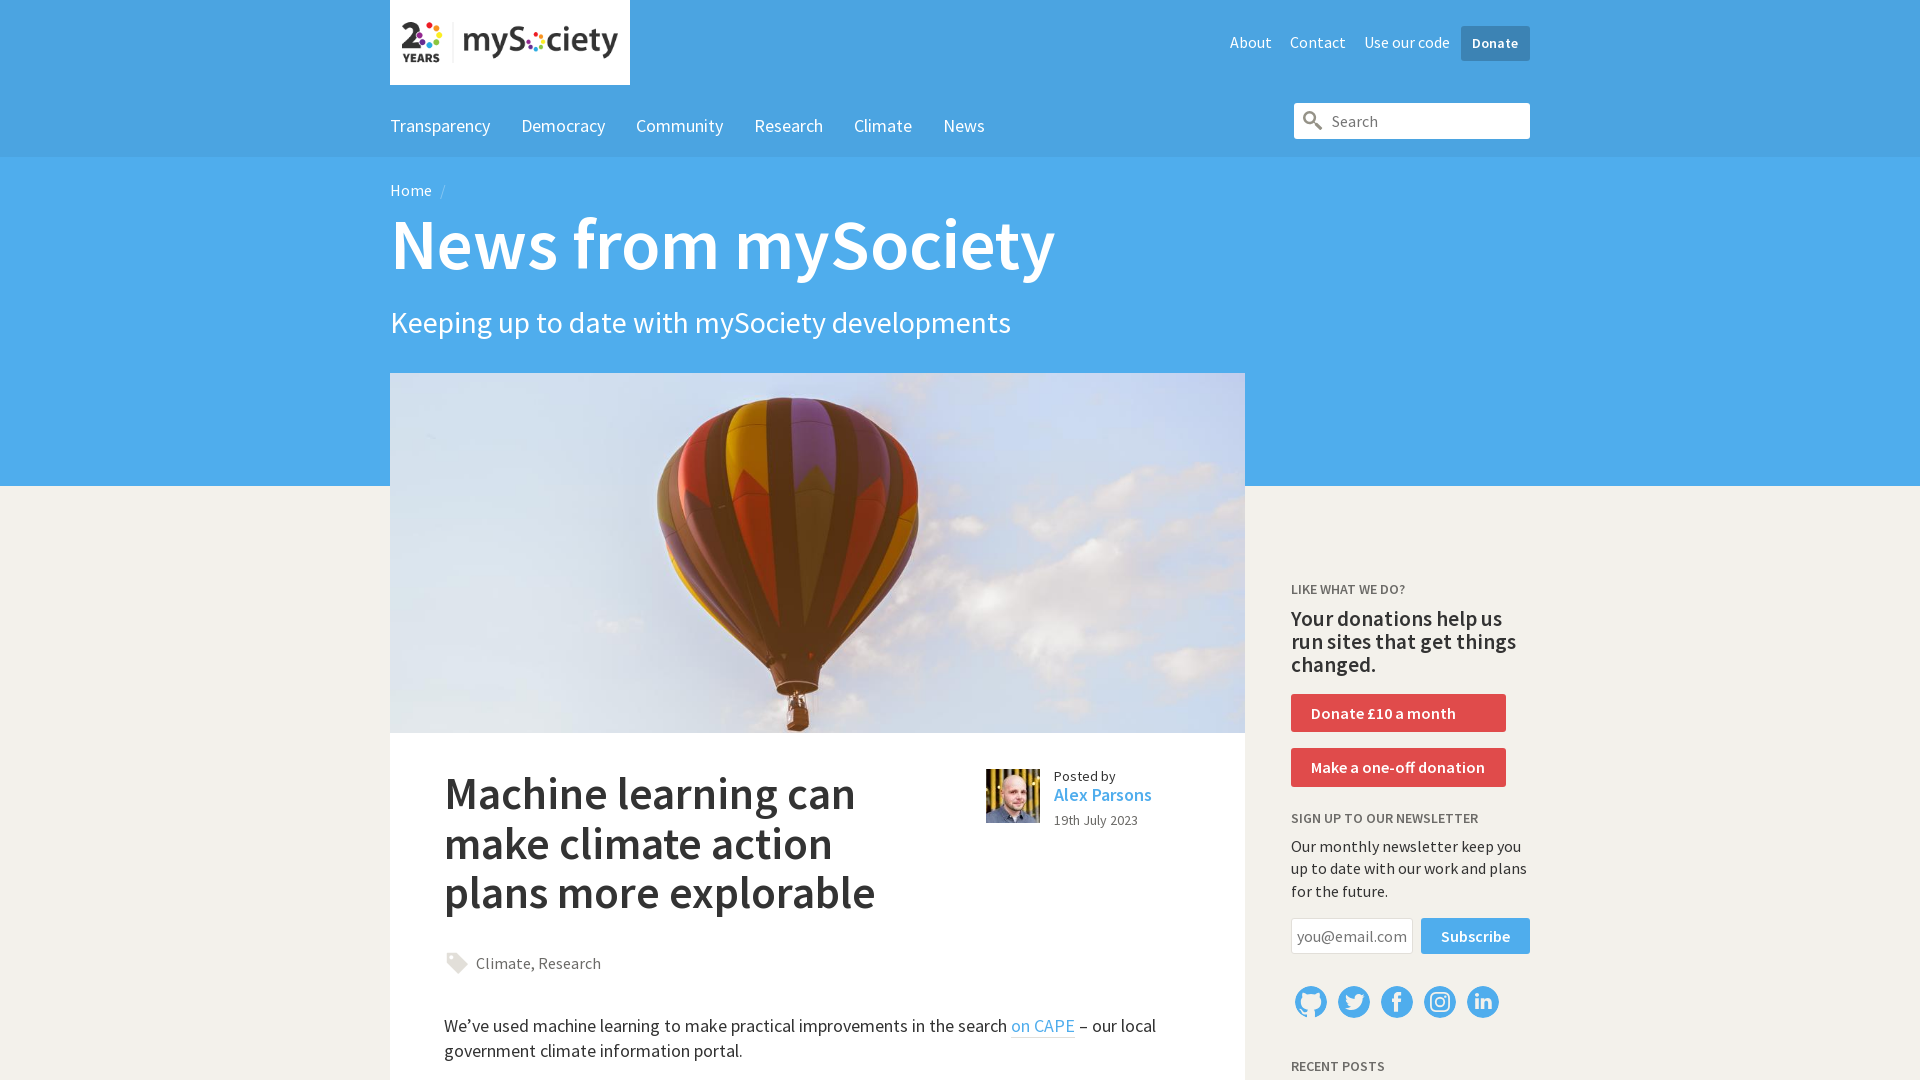 20 YEARS mySociety
About Contact Use our code Donate
Transparency Democracy Community Research Climate News
Search
Home /
News from mySociety
Keeping up to date with mySociety developments
Machine learning can
make climate action
plans more explorable
Posted by
Alex Parsons
19th July 2023
Climate, Research
We’ve used machine learning to make practical improvements in the search on CAPE – our local
government climate information portal.
LIKE WHAT WE DO?
Your donations help us
run sites that get things
changed.
Donate £10 a month
Make a one-off donation
SIGN UP TO OUR NEWSLETTER
Our monthly newsletter keep you
up to date with our work and plans
for the future.
you@email.com Subscribe
RECENT POSTS